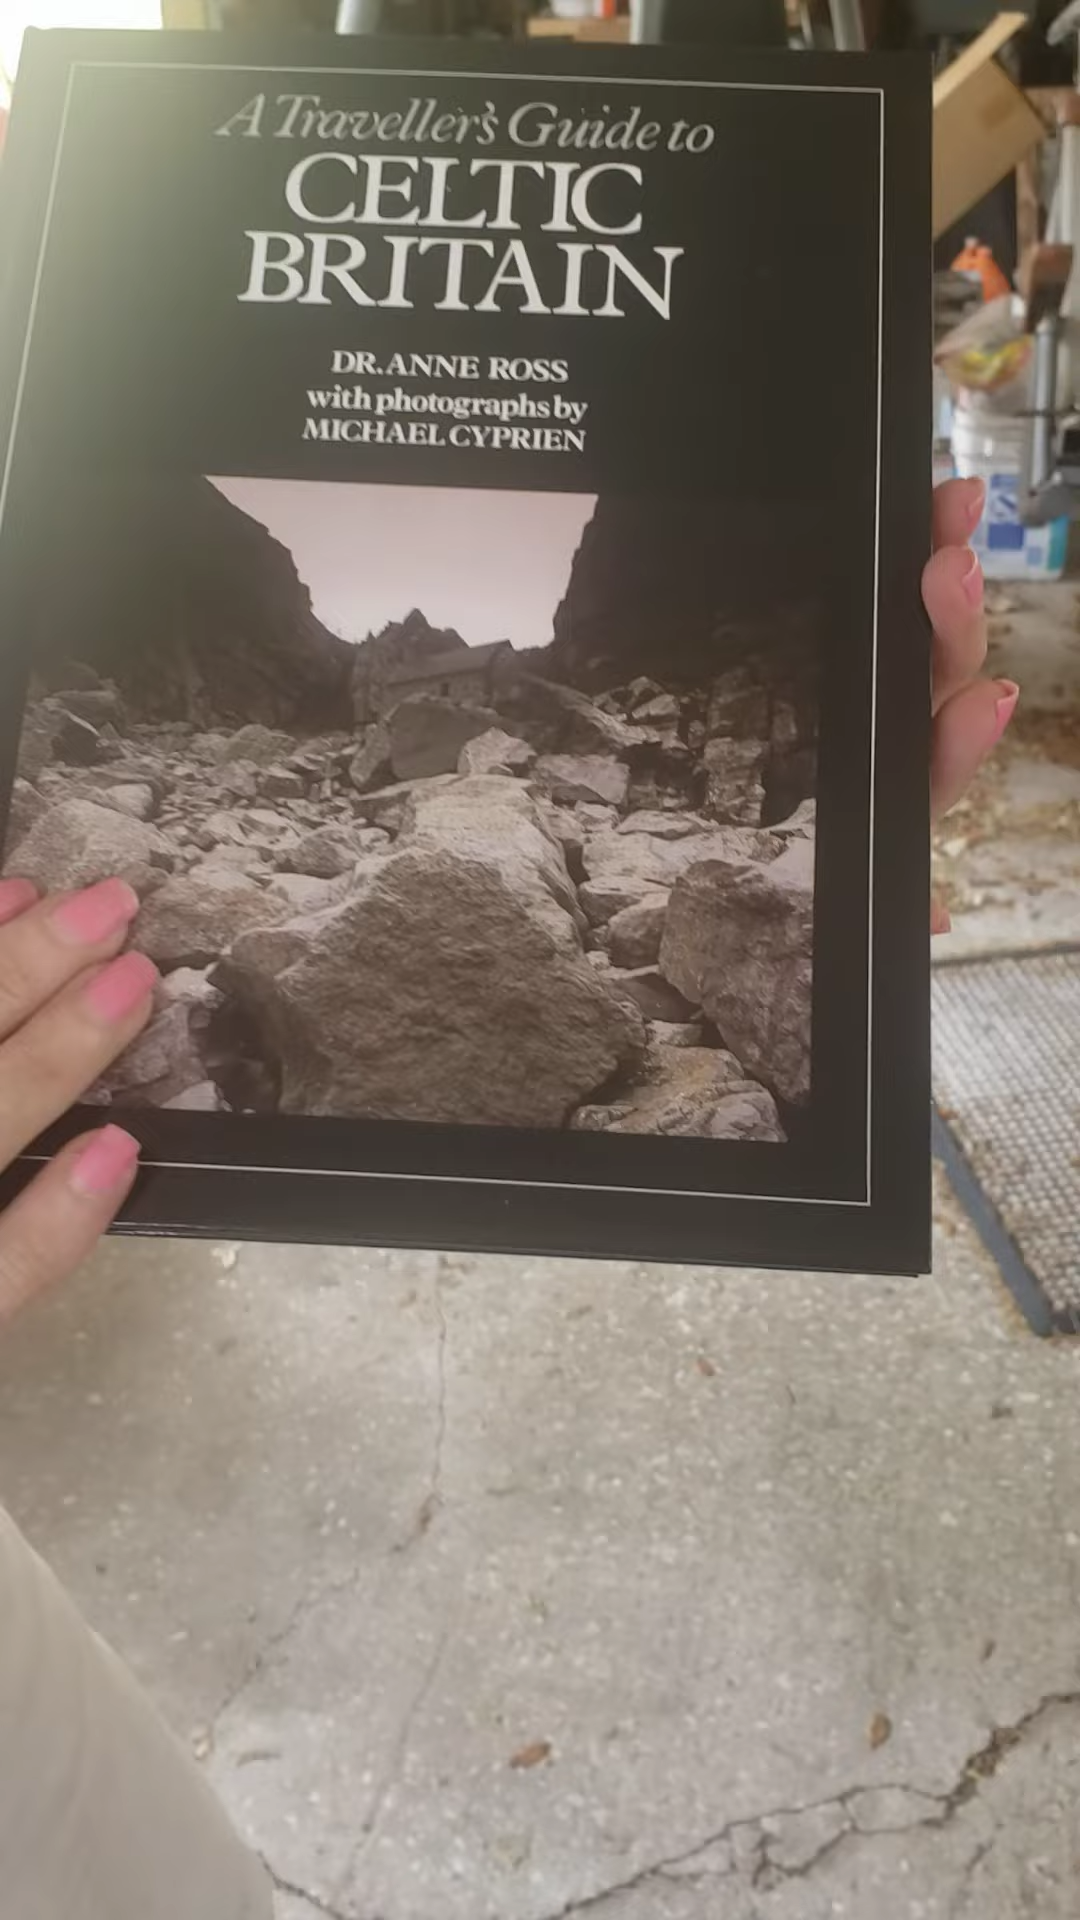 A Traveller's Guide to
CELTIC
BRITAIN
DR. ANNE ROSS
with photographs by
MICHAEL CYPRIEN